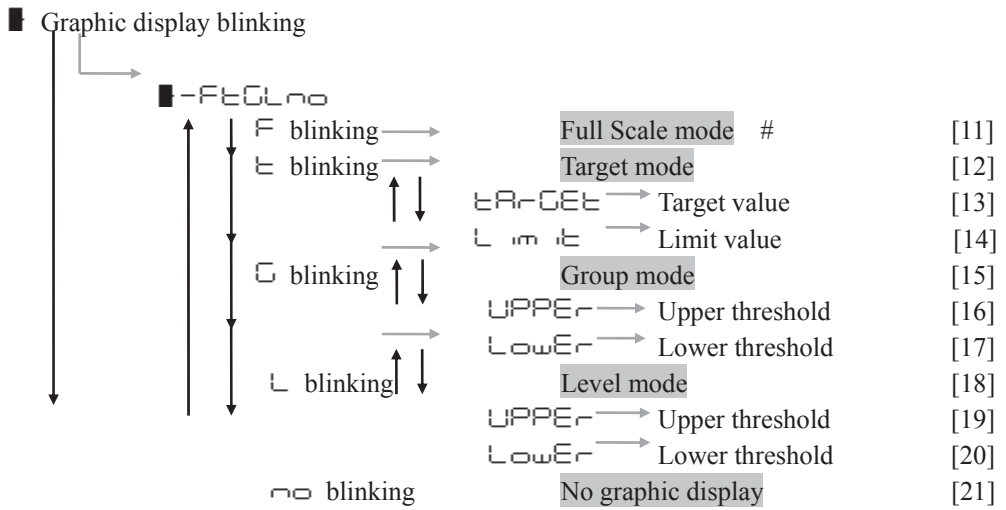 Graphic display blinking
-FtGLno
F blinking Full Scale mode # [11]
t blinking Target mode [12]
tArGEt Target value [13]
Limit Limit value [14]
G blinking Group mode [15]
UPPEr Upper threshold [16]
LowEr Lower threshold [17]
L blinking Level mode [18]
UPPEr Upper threshold [19]
LowEr Lower threshold [20]
no blinking No graphic display [21]